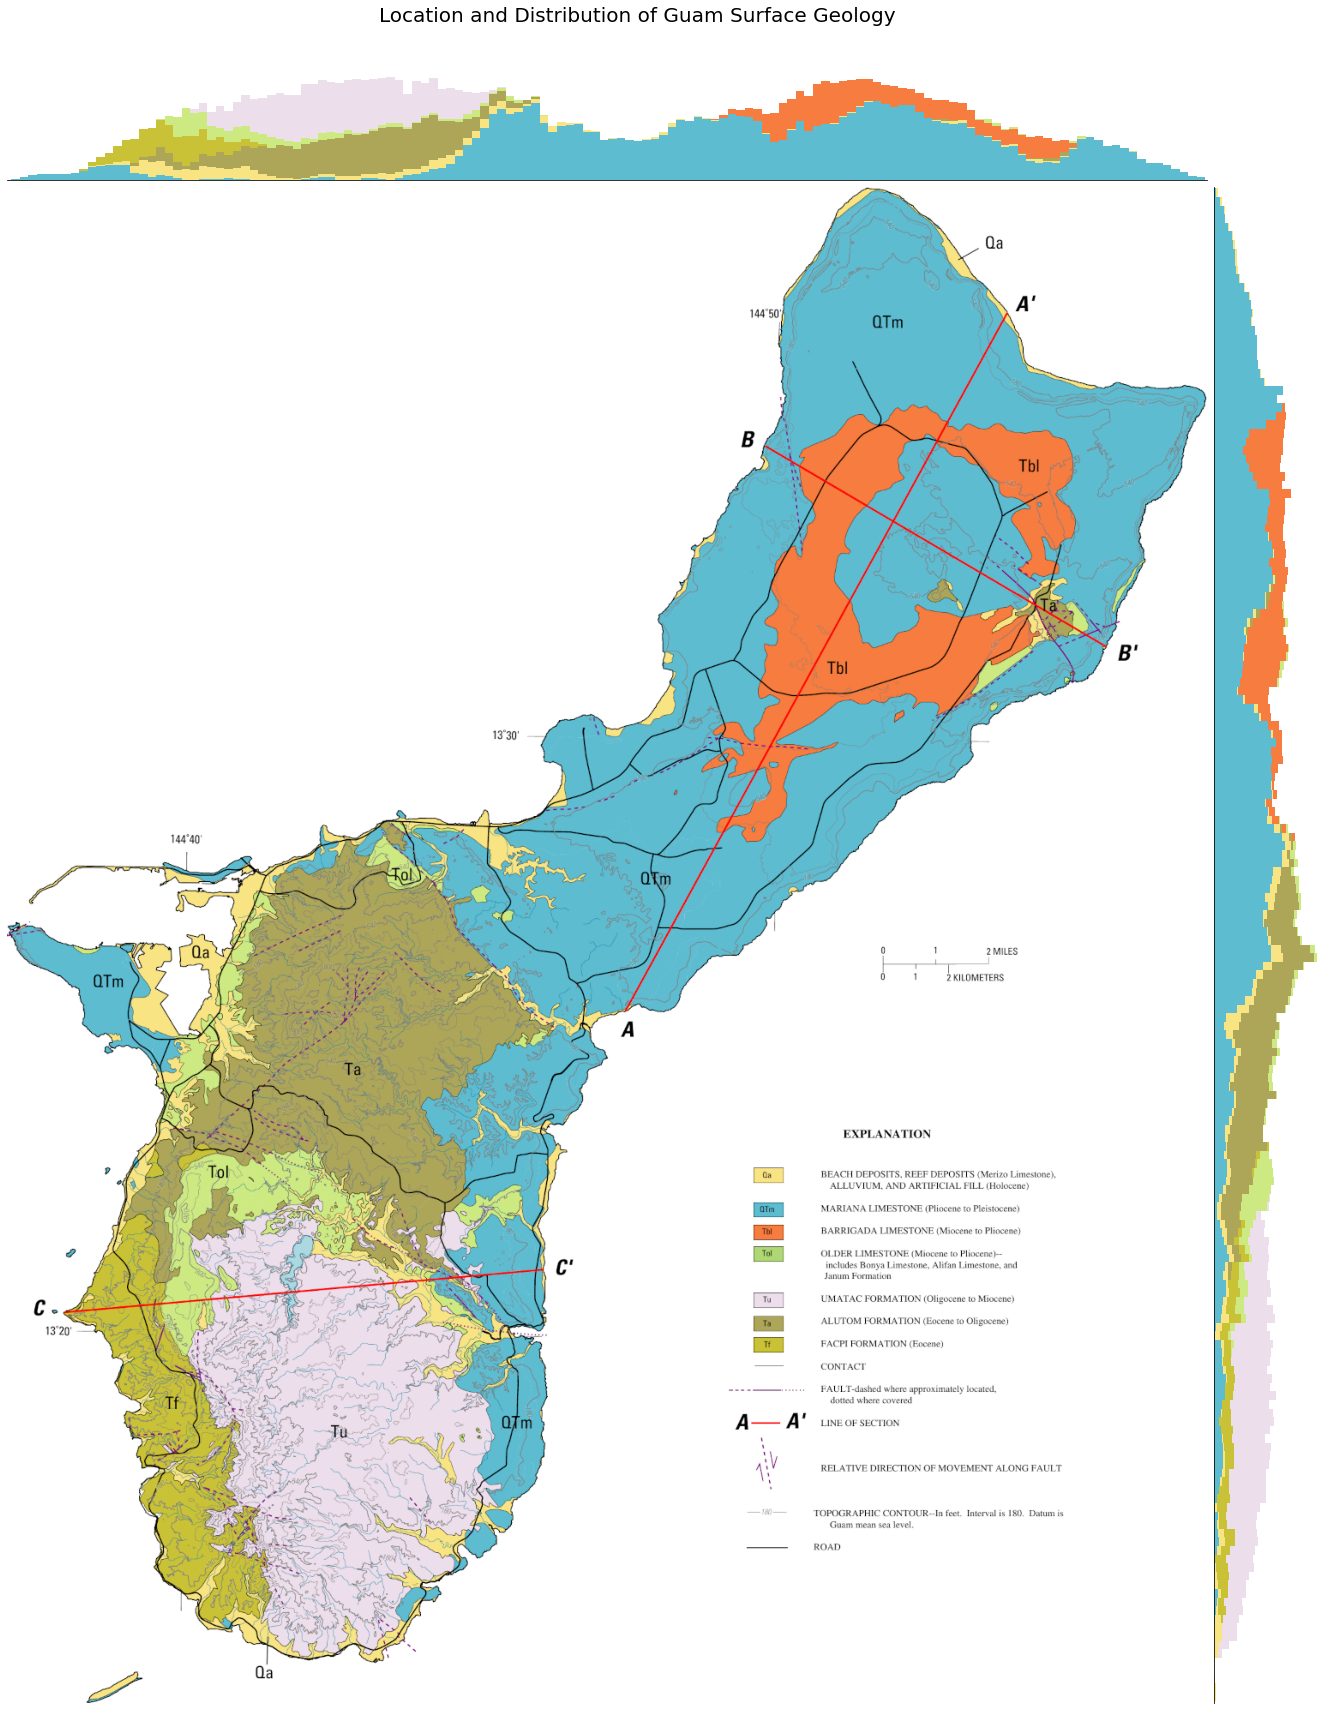 Location and Distribution of Guam Surface Geology
Qa
A'
144°50'
QTm
B
Tbl
Ta
B'
Tbl
13°30'
144°40'
Tol
QTm
Qa
QTm
0 1 2 MILES
0 1 2 KILOMETERS
A
Ta
EXPLANATION
Tol
Qa BEACH DEPOSITS, REEF DEPOSITS (Merizo Limestone),
ALLUVIUM, AND ARTIFICIAL FILL (Holocene)
QTm MARIANA LIMESTONE (Pliocene to Pleistocene)
Tbl BARRIGADA LIMESTONE (Miocene to Pliocene)
Tol OLDER LIMESTONE (Miocene to Pliocene)--
includes Bonya Limestone, Alifan Limestone, and
Janum Formation
C'
Tu UMATAC FORMATION (Oligocene to Miocene)
C
Ta ALUTOM FORMATION (Eocene to Oligocene)
13°20'
Tf FACPI FORMATION (Eocene)
CONTACT
FAULT-dashed where approximately located,
dotted where covered
Tf
A A' LINE OF SECTION
QTm
Tu
RELATIVE DIRECTION OF MOVEMENT ALONG FAULT
180 TOPOGRAPHIC CONTOUR--In feet. Interval is 180. Datum is
Guam mean sea level.
ROAD
Qa